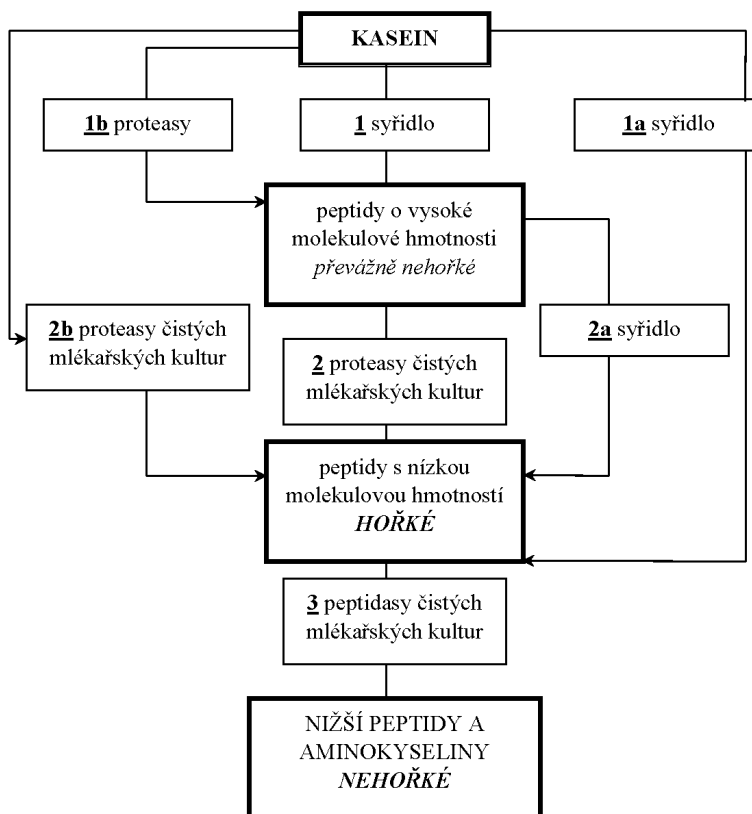 KASEIN
1b proteasy
1 syřidlo
1a syřidlo
peptidy o vysoké
molekulové hmotnosti
převážně nehořké
2b proteasy čistých
mlékařských kultur
2 proteasy čistých
mlékařských kultur
2a syřidlo
peptidy s nízkou
molekulovou hmotností
HOŘKÉ
3 peptidasy čistých
mlékařských kultur
NIŽŠÍ PEPTIDY A
AMINOKYSELINY
NEHOŘKÉ